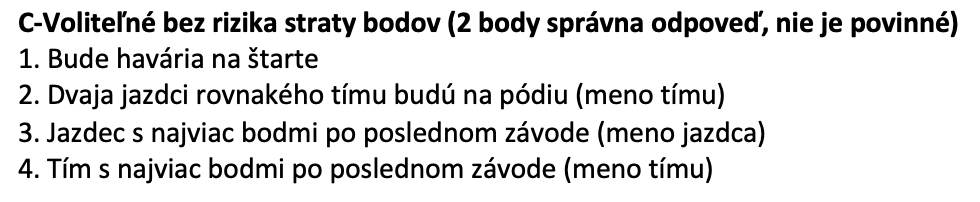 C-Voliteľné bez rizika straty bodov (2 body správna odpoveď, nie je povinné)
1. Bude havária na štarte
2. Dvaja jazdci rovnakého tímu budú na pódiu (meno tímu)
3. Jazdec s najviac bodmi po poslednom závode (meno jazdca)
4. Tím s najviac bodmi po poslednom závode (meno tímu)